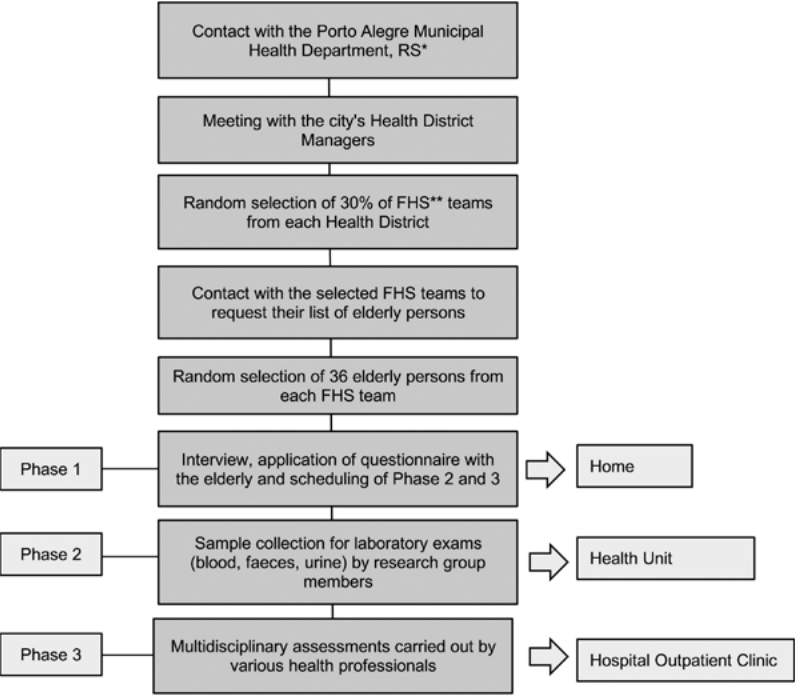 Contact with the Porto Alegre Municipal
Health Department, RS*
Meeting with the city's Health District
Managers
Random selection of 30% of FHS** teams
from each Health District
Contact with the selected FHS teams to
request their list of elderly persons
Random selection of 36 elderly persons from
each FHS team
Phase 1
Interview, application of questionnaire with
the elderly and scheduling of Phase 2 and 3
Home
Phase 2
Sample collection for laboratory exams
(blood, faeces, urine) by research group
members
Health Unit
Phase 3
Multidisciplinary assessments carried out by
various health professionals
Hospital Outpatient Clinic